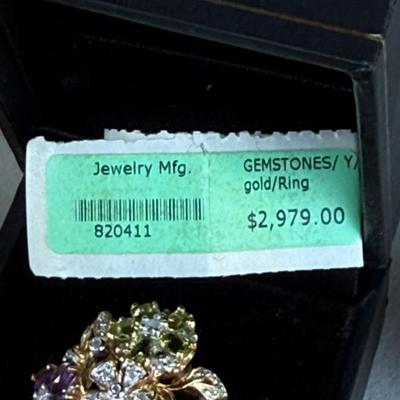 Jewelry Mfg.
820411
GEMSTONES/ Y/
gold/Ring
$2,979.00